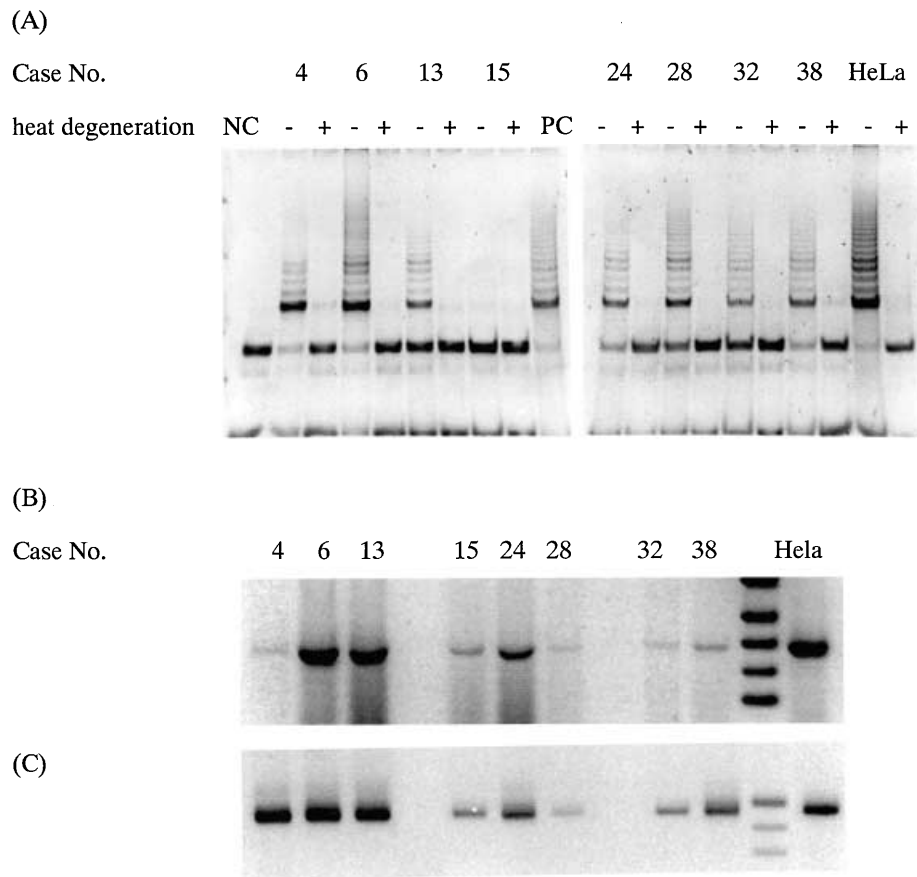 (A)
Case No. 4 6 13 15 24 28 32 38 HeLa
heat degeneration NC - + - + - + - + PC - + - + - + - + - +
(B)
Case No. 4 6 13 15 24 28 32 38 Hela
(C)